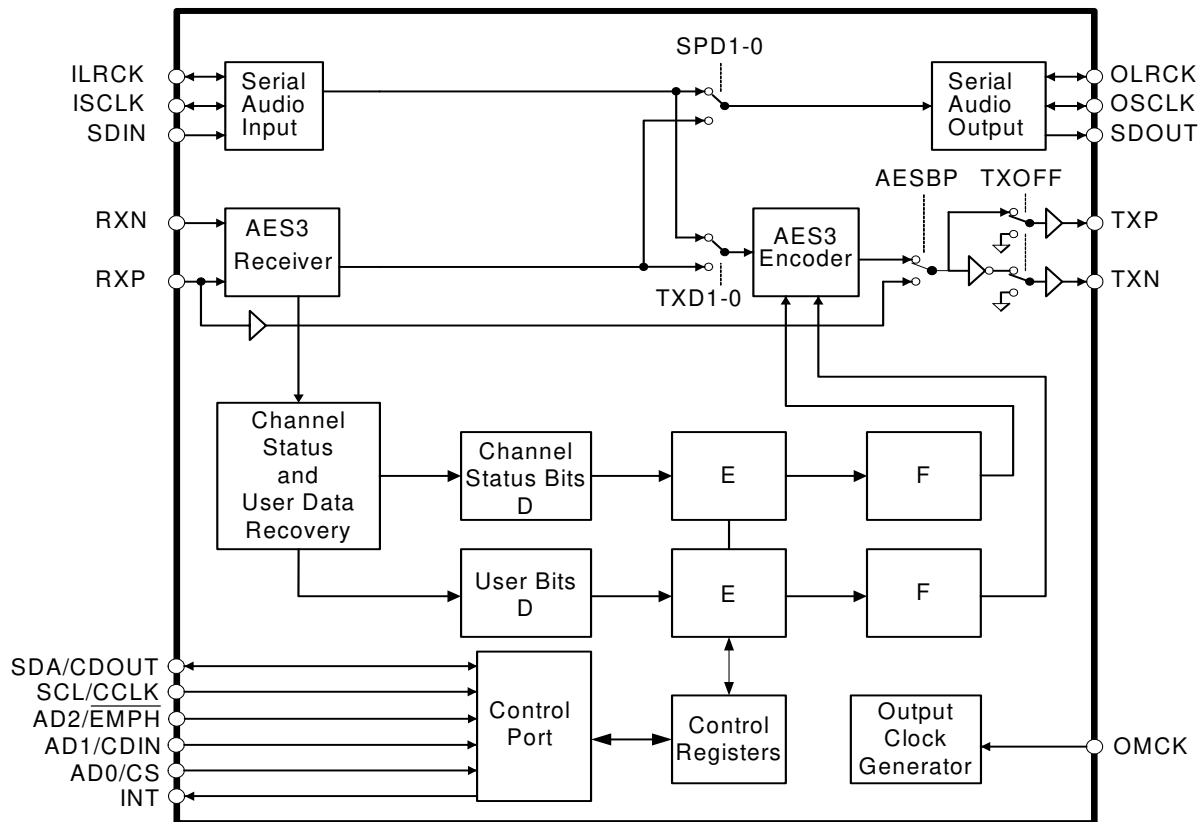 SPD1-0
ILRCK
ISCLK
SDIN
Serial
Audio
Input
Serial
Audio
Output
OLRCK
OSCLK
SDOUT
AESBP
TXOFF
RXN
RXP
AES3
Receiver
TXD1-0
AES3
Encoder
TXP
TXN
Channel
Status
and
User Data
Recovery
Channel
Status Bits
D
E
F
User Bits
D
E
F
SDA/CDOUT
SCL/CCLK
AD2/EMPH
AD1/CDIN
AD0/CS
INT
Control
Port
Control
Registers
Output
Clock
Generator
OMCK